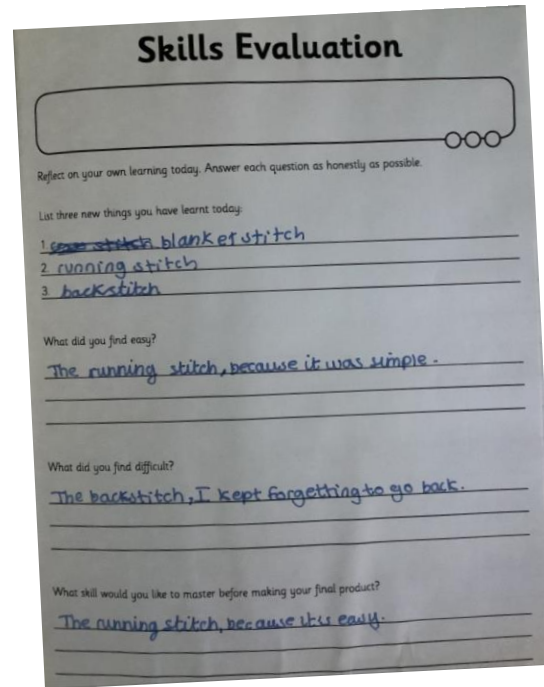 Skills Evaluation
Reflect on your own learning today. Answer each question as honestly as possible.
List three new things you have learnt today:
1. stitch blanket stitch
2. running stitch
3. backstitch
What did you find easy?
The running stitch, because it was simple.
What did you find difficult?
The backstitch, I kept forgetting to go back.
What skill would you like to master before making your final product?
The running stitch, because it is easy.